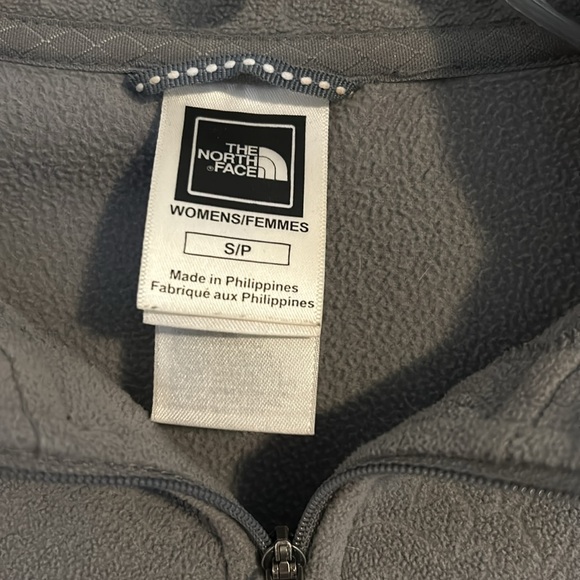 THE
NORTH
FACE
WOMENS/FEMMES
S/P
Made in Philippines
Fabriqué aux Philippines